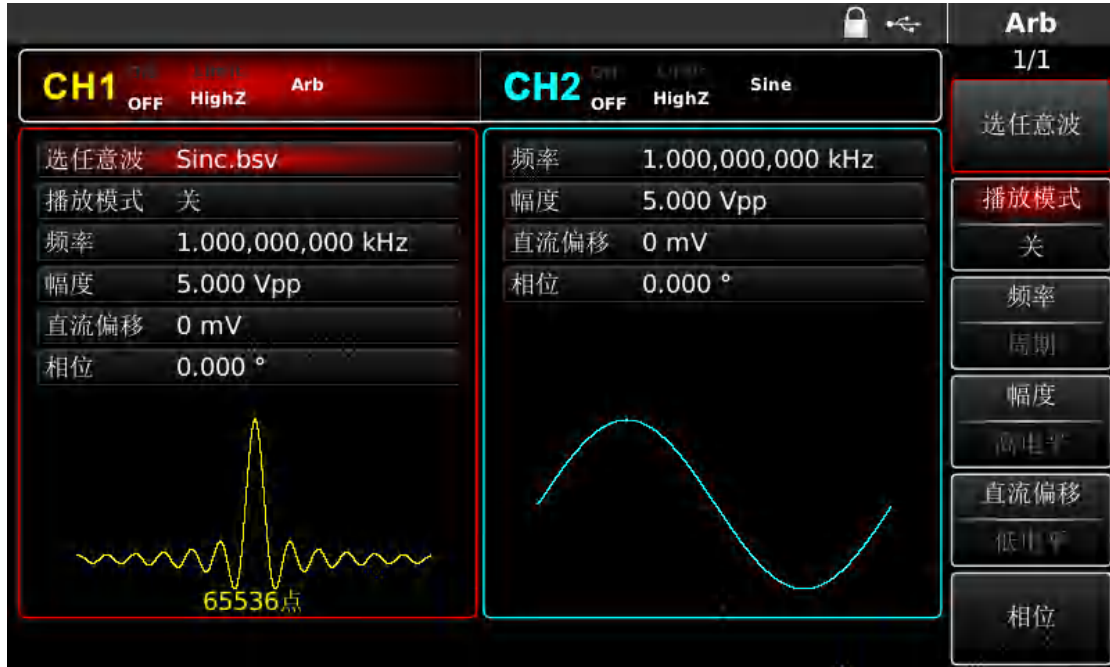 Arb
1/1
CH1 OFF HighZ Arb
CH2 OFF HighZ Sine
选任意波 Sinc.bsv
播放模式 关
频率 1.000,000,000 kHz
幅度 5.000 Vpp
直流偏移 0 mV
相位 0.000 °
65536点
频率 1.000,000,000 kHz
幅度 5.000 Vpp
直流偏移 0 mV
相位 0.000 °
选任意波
播放模式
关
频率
周期
幅度
高电平
直流偏移
低电平
相位